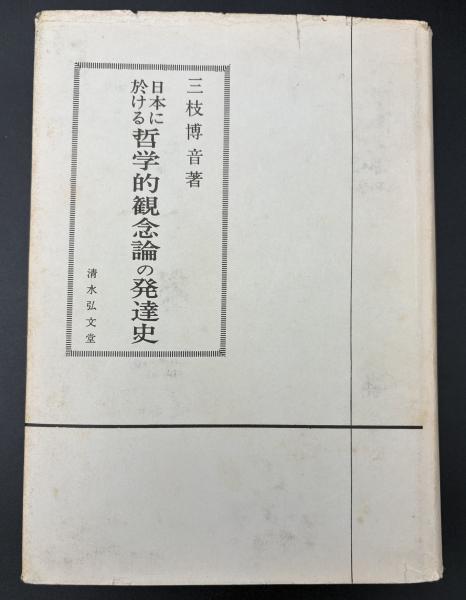 三枝博音著
日本に於ける哲学的観念論の発達史
清水弘文堂